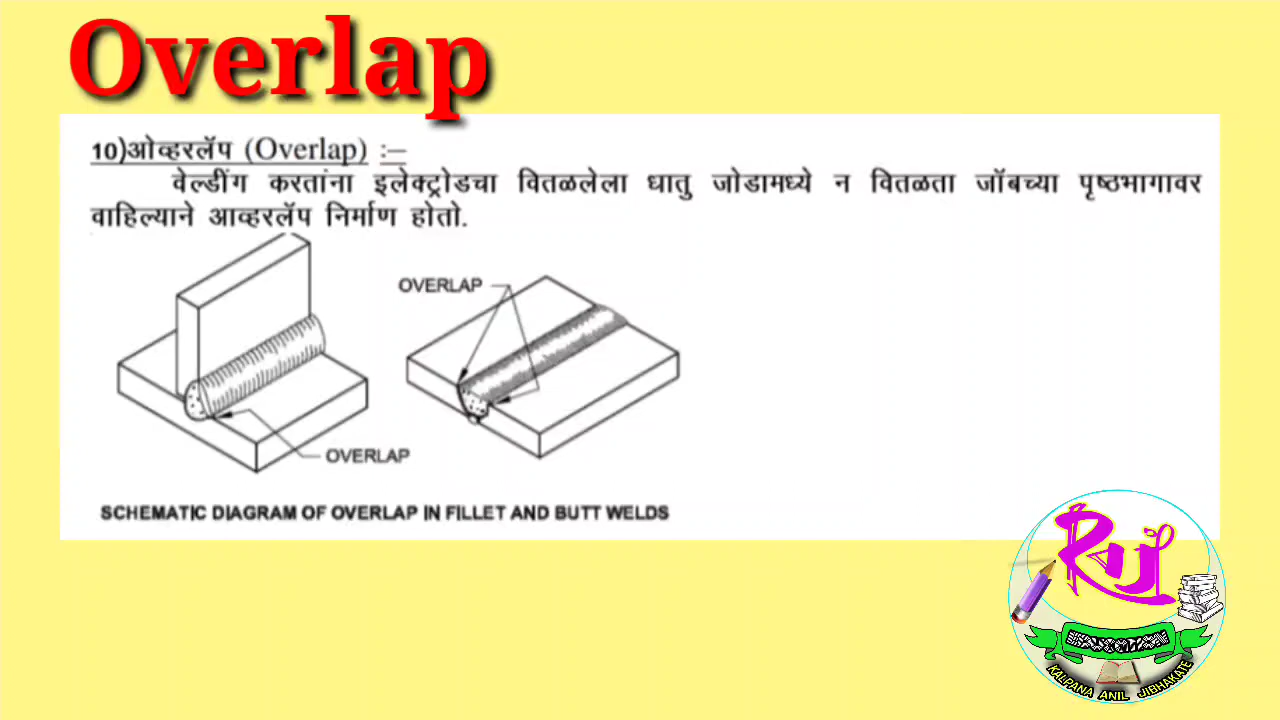 Overlap
10)ओव्हरलॅप (Overlap) :–
वेल्डींग करतांना इलेक्ट्रोडचा वितळलेला धातु जोडामध्ये न वितळता जॉबच्या पृष्ठभागावर
वाहिल्याने आव्हरलॅप निर्माण होतो.
OVERLAP
OVERLAP
SCHEMATIC DIAGRAM OF OVERLAP IN FILLET AND BUTT WELDS
KALPANA ANIL JIBHAKATE